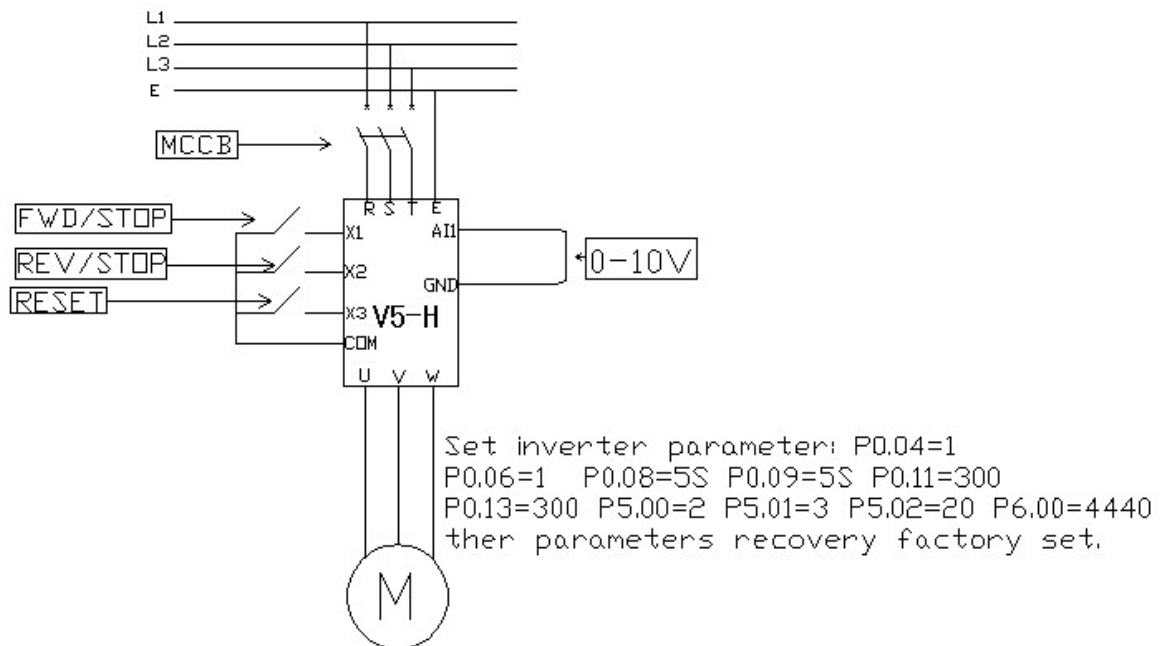 L1
L2
L3
E
MCCB
R S T E
FWD/STOP
X1
AI1
REV/STOP
X2
0-10V
GND
RESET
X3
V5-H
COM
U V W
Set inverter parameter: P0.04=1
P0.06=1 P0.08=5S P0.09=5S P0.11=300
P0.13=300 P5.00=2 P5.01=3 P5.02=20 P6.00=4440
ther parameters recovery factory set.
M